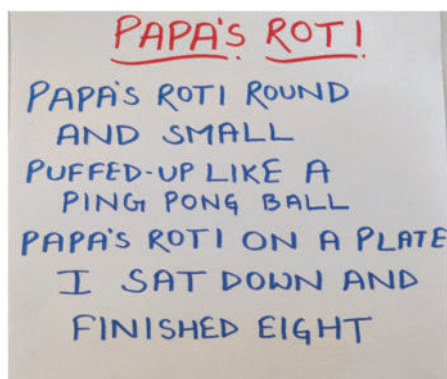 PAPA'S ROTI
PAPA'S ROTI ROUND
AND SMALL
PUFFED-UP LIKE A
PING PONG BALL
PAPA'S ROTI ON A PLATE
I SAT DOWN AND
FINISHED EIGHT